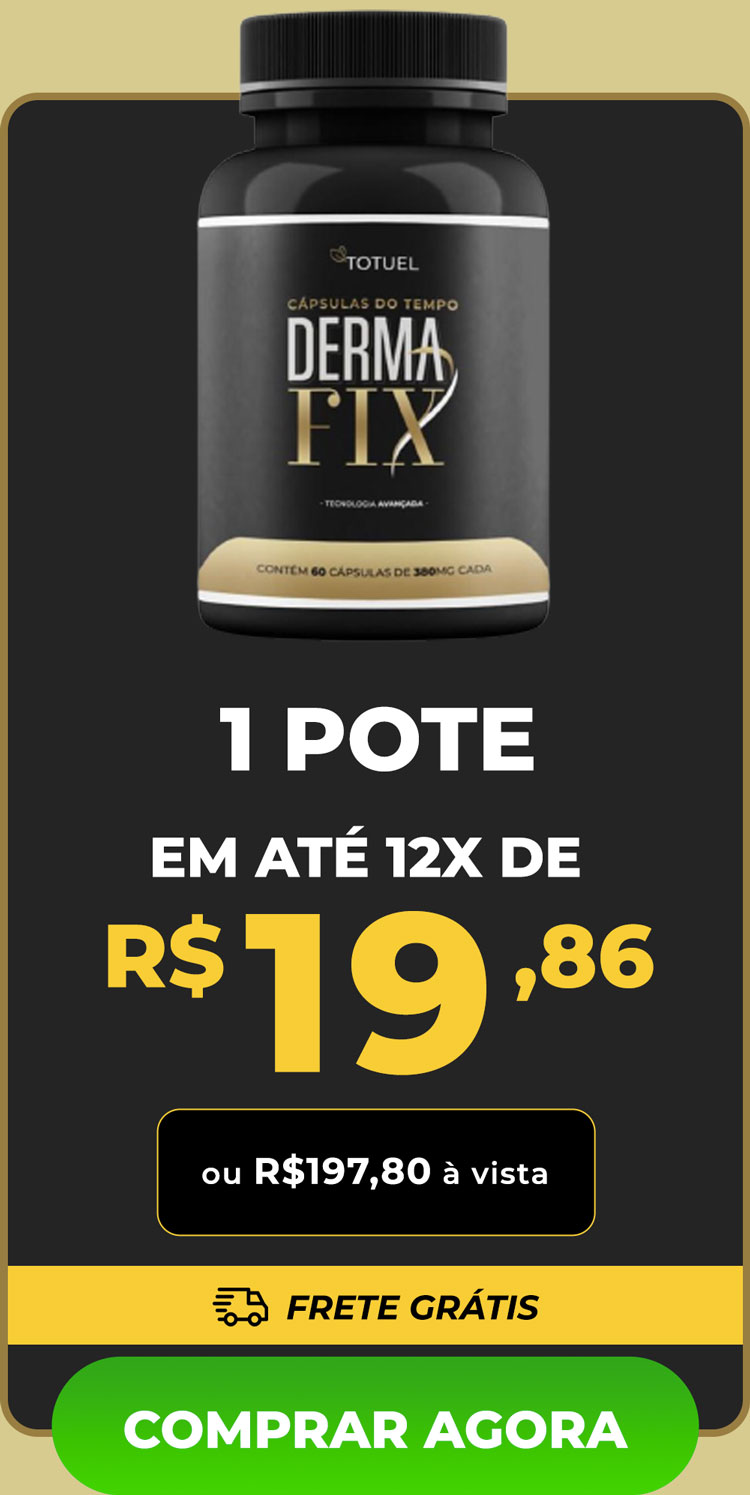 TOTUEL
CÁPSULAS DO TEMPO
DERMA
FIX
- TECNOLOGIA AVANÇADA -
CONTÉM 60 CÁPSULAS DE 380MG CADA
1 POTE
EM ATÉ 12X DE
R$19,86
ou R$197,80 à vista
FRETE GRÁTIS
COMPRAR AGORA